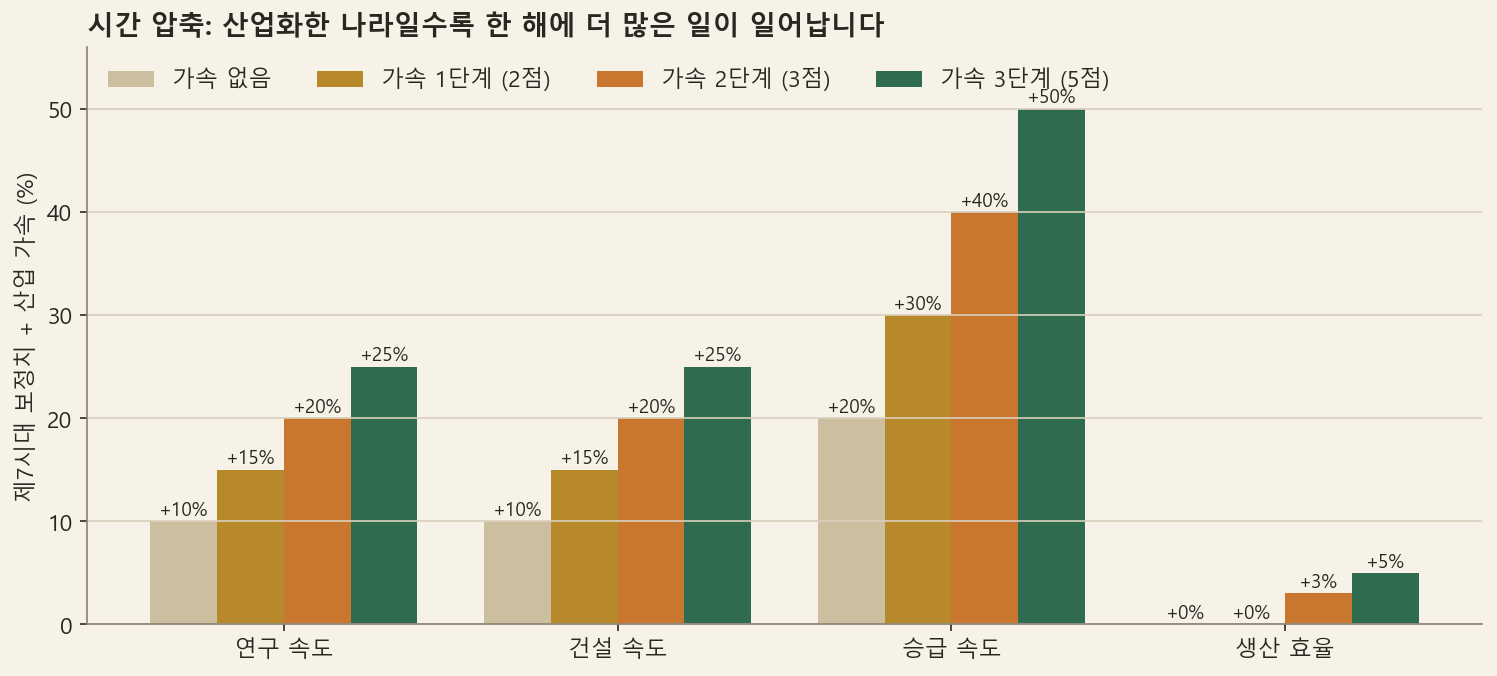 시간 압축: 산업화한 나라일수록 한 해에 더 많은 일이 일어납니다
가속 없음
가속 1단계 (2점)
가속 2단계 (3점)
가속 3단계 (5점)
제7시대 보정치 + 산업 가속 (%)
50
40
30
20
10
0
+10%
+15%
+20%
+25%
+10%
+15%
+20%
+25%
+20%
+30%
+40%
+50%
+0%
+0%
+3%
+5%
연구 속도
건설 속도
승급 속도
생산 효율